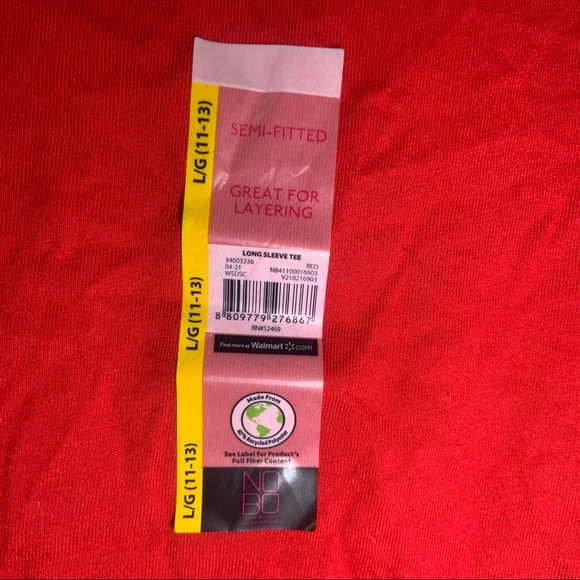 L/G (11-13)
SEMI-FITTED
GREAT FOR
LAYERING
L/G (11-13)
LONG SLEEVE TEE
34003336 RED
04-21 NB41100016903
WSDSC V218216903
8 809779 276867
RN#52469
Find more at Walmart.com
Made From
40% Recycled Polyester
See Label for Product's
Full Fiber Content
L/G (11-13)
NO
BO